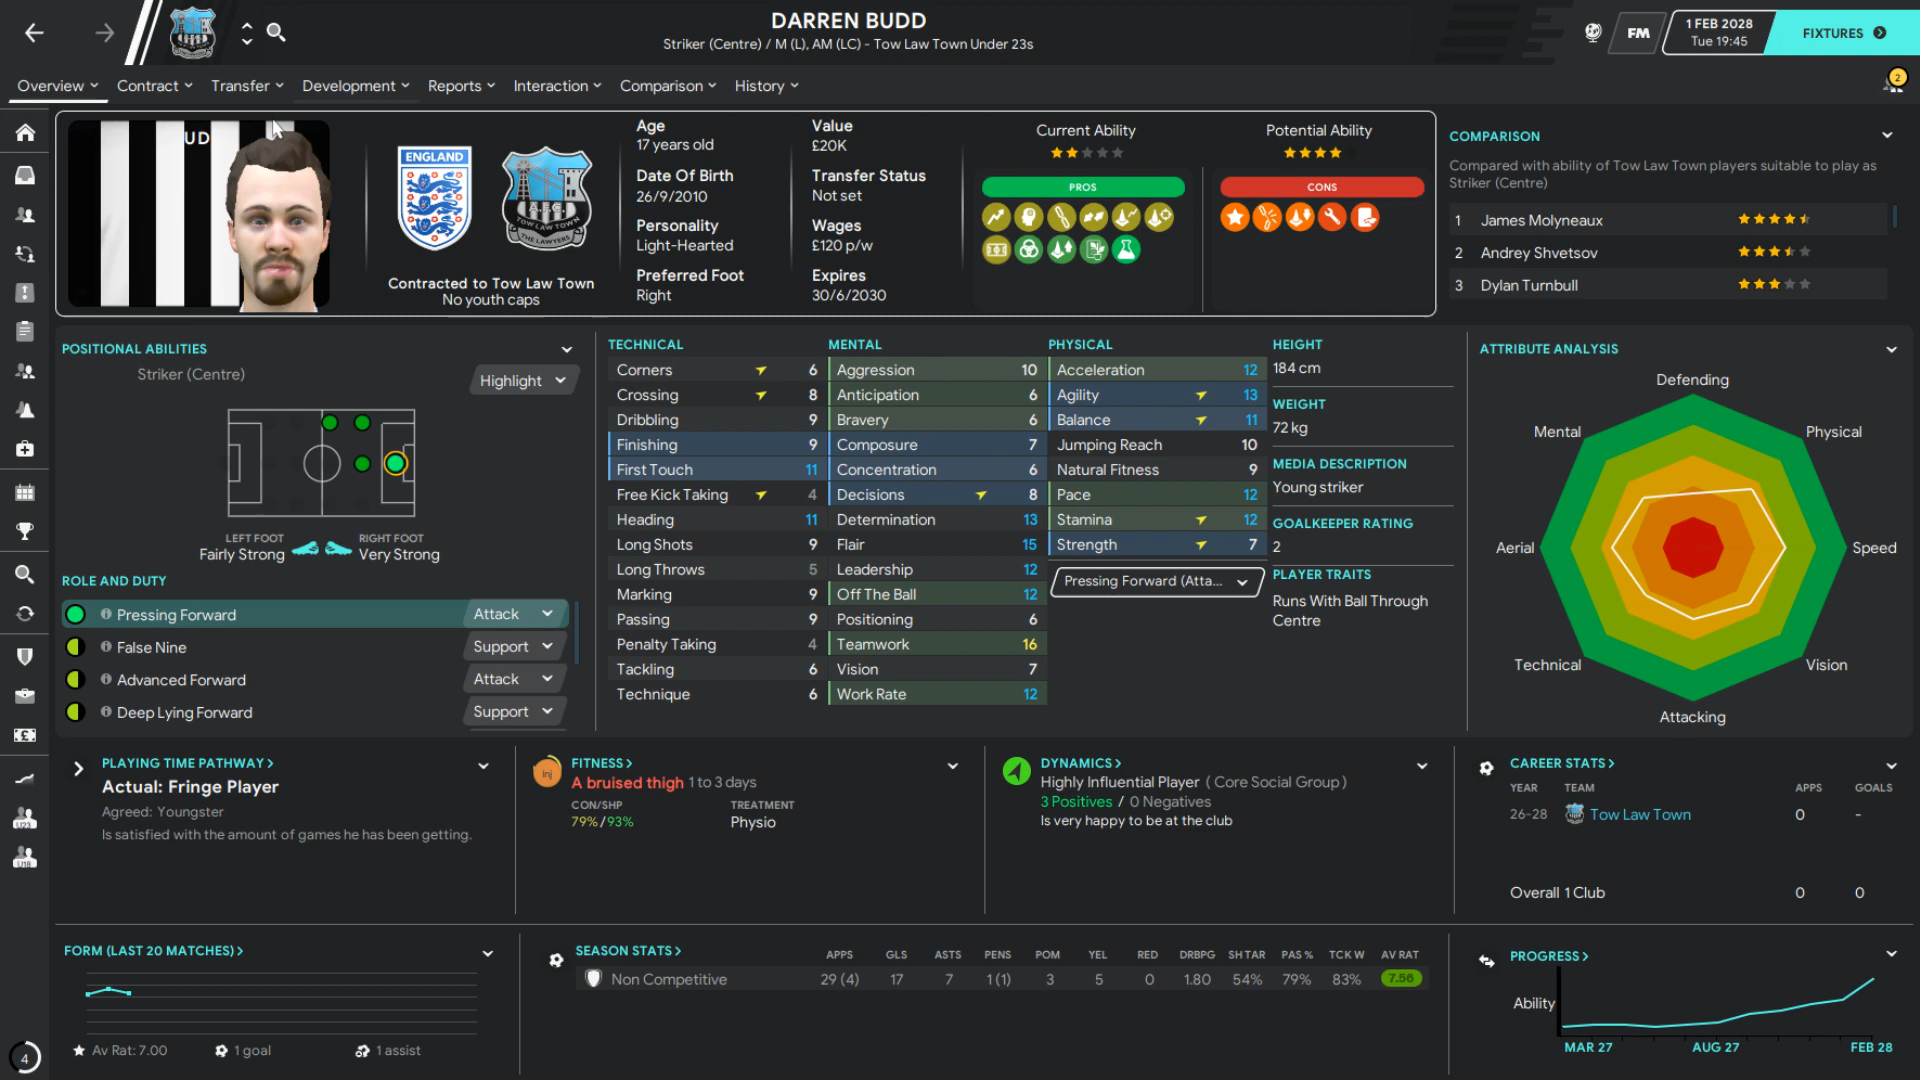 DARREN BUDD
Striker (Centre) / M (L), AM (LC) - Tow Law Town Under 23s
FM
1 FEB 2028
Tue 19:45
FIXTURES
Overview
Contract
Transfer
Development
Reports
Interaction
Comparison
History
2
UD
ENGLAND
A.F.C.
TOW LAW TOWN
THE LAWYERS
Contracted to Tow Law Town
No youth caps
Age
17 years old
Date Of Birth
26/9/2010
Personality
Light-Hearted
Preferred Foot
Right
Value
£20K
Transfer Status
Not set
Wages
£120 p/w
Expires
30/6/2030
Current Ability
PROS
Potential Ability
CONS
COMPARISON
Compared with ability of Tow Law Town players suitable to play as
Striker (Centre)
1 James Molyneaux
2 Andrey Shvetsov
3 Dylan Turnbull
POSITIONAL ABILITIES
Striker (Centre)
Highlight
LEFT FOOT
Fairly Strong
RIGHT FOOT
Very Strong
ROLE AND DUTY
Pressing Forward Attack
False Nine Support
Advanced Forward Attack
Deep Lying Forward Support
TECHNICAL
Corners 6
Crossing 8
Dribbling 9
Finishing 9
First Touch 11
Free Kick Taking 4
Heading 11
Long Shots 9
Long Throws 5
Marking 9
Passing 9
Penalty Taking 4
Tackling 6
Technique 6
MENTAL
Aggression 10
Anticipation 6
Bravery 6
Composure 7
Concentration 6
Decisions 8
Determination 13
Flair 15
Leadership 12
Off The Ball 12
Positioning 6
Teamwork 16
Vision 7
Work Rate 12
PHYSICAL
Acceleration 12
Agility 13
Balance 11
Jumping Reach 10
Natural Fitness 9
Pace 12
Stamina 12
Strength 7
Pressing Forward (Atta...
HEIGHT
184 cm
WEIGHT
72 kg
MEDIA DESCRIPTION
Young striker
GOALKEEPER RATING
2
PLAYER TRAITS
Runs With Ball Through
Centre
ATTRIBUTE ANALYSIS
Defending
Mental
Physical
Aerial
Speed
Technical
Vision
Attacking
PLAYING TIME PATHWAY
Actual: Fringe Player
Agreed: Youngster
Is satisfied with the amount of games he has been getting.
Inj
FITNESS
A bruised thigh 1 to 3 days
CON/SHP
79%/93%
TREATMENT
Physio
DYNAMICS
Highly Influential Player ( Core Social Group )
3 Positives / 0 Negatives
Is very happy to be at the club
CAREER STATS
YEAR TEAM APPS GOALS
26-28 Tow Law Town 0 -
Overall 1 Club 0 0
U23
U18
FORM (LAST 20 MATCHES)
Av Rat: 7.00
1 goal
1 assist
SEASON STATS
APPS GLS ASTS PENS POM YEL RED DRBPG SH TAR PAS % TCK W AV RAT
Non Competitive 29 (4) 17 7 1 (1) 3 5 0 1.80 54% 79% 83% 7.56
PROGRESS
Ability
MAR 27
AUG 27
FEB 28
4